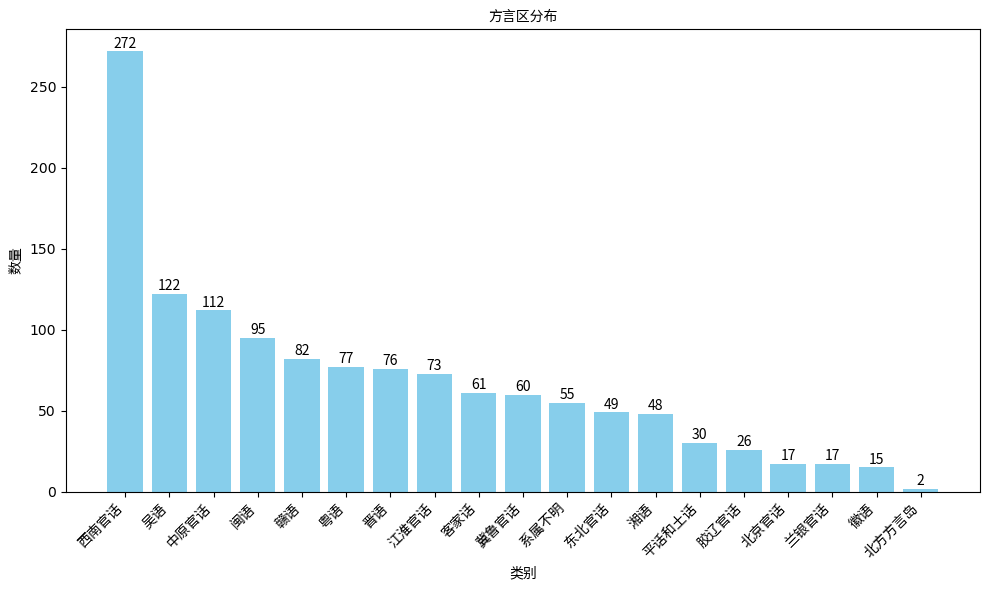 方言区分布
数量
250
200
150
100
50
0
272
122
112
95
82
77
76
73
61
60
55
49
48
30
26
17
17
15
2
西南官话
吴语
中原官话
闽语
赣语
粤语
晋语
江淮官话
客家话
冀鲁官话
系属不明
东北官话
湘语
平话和土话
胶辽官话
北京官话
兰银官话
徽语
北方方言岛
类别